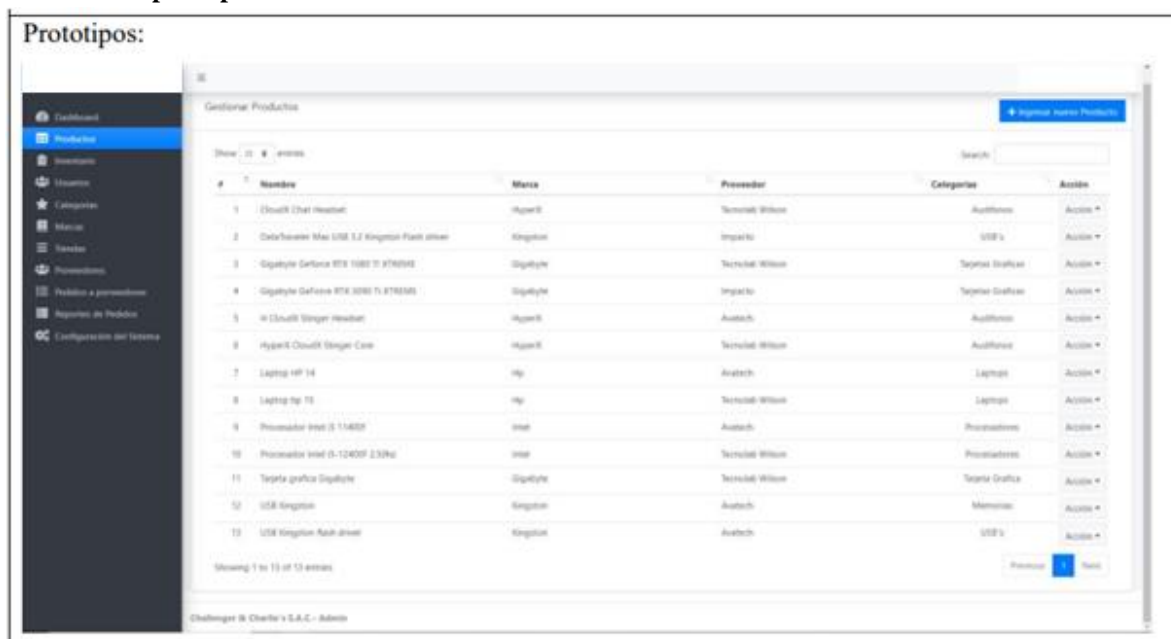 Prototipos:
Gestionar Productos
+ Ingresar nuevo Producto
Dashboard
Productos
Inventario
Usuarios
Categorias
Marcas
Tiendas
Proveedores
Pedidos a proveedores
Reportes de Pedidos
Configuración del Sistema
Show entries
Search:
# Nombre Marca Proveedor Categorias Acción
1 CloudX Chat Headset HyperX Tecnolab Wilson Audifonos Acción
2 DataTraveler Max USB 3.2 Kingston Flash driver Kingston Impacto USB's Acción
3 Gigabyte Geforce RTX 1080 TI XTREME Gigabyte Tecnolab Wilson Tarjetas Graficas Acción
4 Gigabyte GeForce RTX 3090 Ti XTREME Gigabyte Impacto Tarjetas Graficas Acción
5 H CloudX Stinger Headset HyperX Avatech Audifonos Acción
6 HyperX CloudX Stinger Core HyperX Tecnolab Wilson Audifonos Acción
7 Laptop HP 14 Hp Avatech Laptops Acción
8 Laptop hp 15 Hp Tecnolab Wilson Laptops Acción
9 Procesador Intel i5 11400F Intel Avatech Procesadores Acción
10 Procesador Intel i5-12400F Intel Tecnolab Wilson Procesadores Acción
11 Tarjeta grafica Gigabyte Gigabyte Tecnolab Wilson Tarjeta Grafica Acción
12 USB Kingston Kingston Avatech Memorias Acción
13 USB Kingston flash driver Kingston Avatech USB's Acción
Showing 1 to 13 of 13 entries
Previous 1 Next
Challenger & Charlie's S.A.C.- Admin